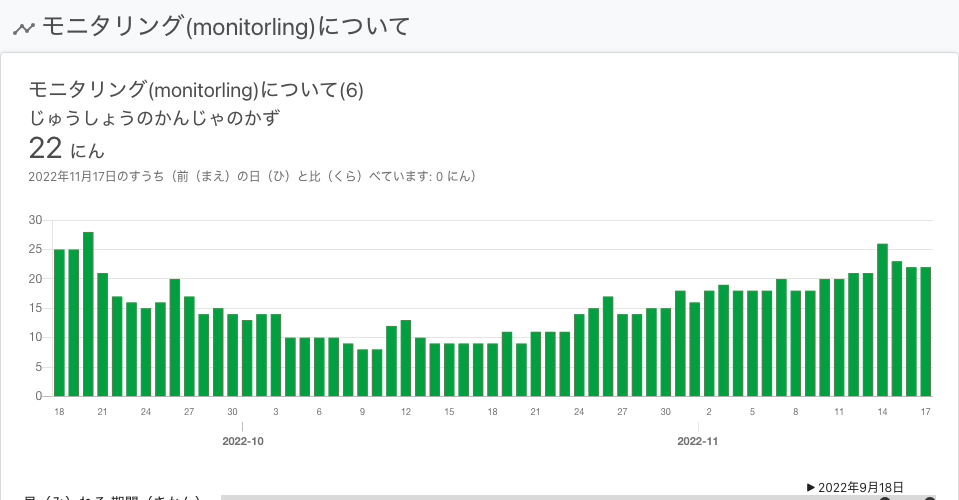 モニタリング(monitorling)について
モニタリング(monitorling)について(6)
じゅうしょうのかんじゃのかず
22 にん
2022年11月17日のすうち（前（まえ）の日（ひ）と比（くら）べています: 0 にん）
30
25
20
15
10
5
0
18 21 24 27 30 3 6 9 12 15 18 21 24 27 30 2 5 8 11 14 17
2022-10 2022-11
▶ 2022年9月18日